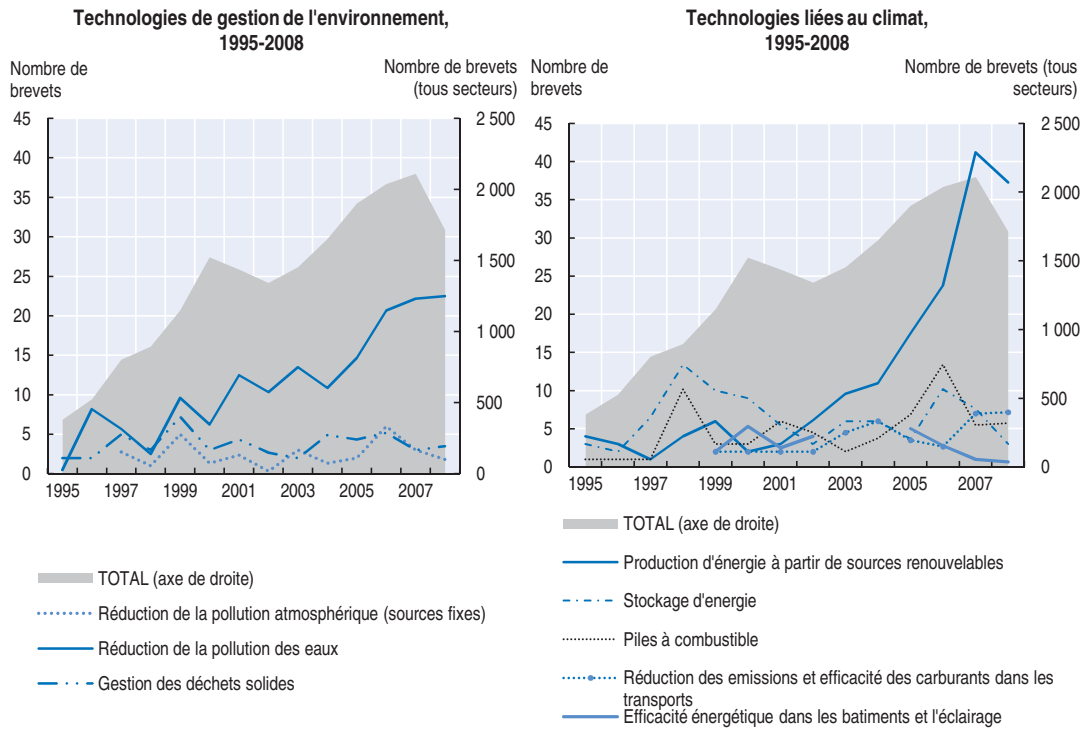 Technologies de gestion de l'environnement,
1995-2008
Nombre de
brevets
Nombre de brevets
(tous secteurs)
45
40
35
30
25
20
15
10
5
0
2 500
2 000
1 500
1 000
500
0
1995 1997 1999 2001 2003 2005 2007
TOTAL (axe de droite)
Réduction de la pollution atmosphérique (sources fixes)
Réduction de la pollution des eaux
Gestion des déchets solides
Technologies liées au climat,
1995-2008
Nombre de
brevets
Nombre de brevets (tous
secteurs)
45
40
35
30
25
20
15
10
5
0
2 500
2 000
1 500
1 000
500
0
1995 1997 1999 2001 2003 2005 2007
TOTAL (axe de droite)
Production d'énergie à partir de sources renouvelables
Stockage d'energie
Piles à combustible
Réduction des emissions et efficacité des carburants dans les
transports
Efficacité énergétique dans les batiments et l'éclairage